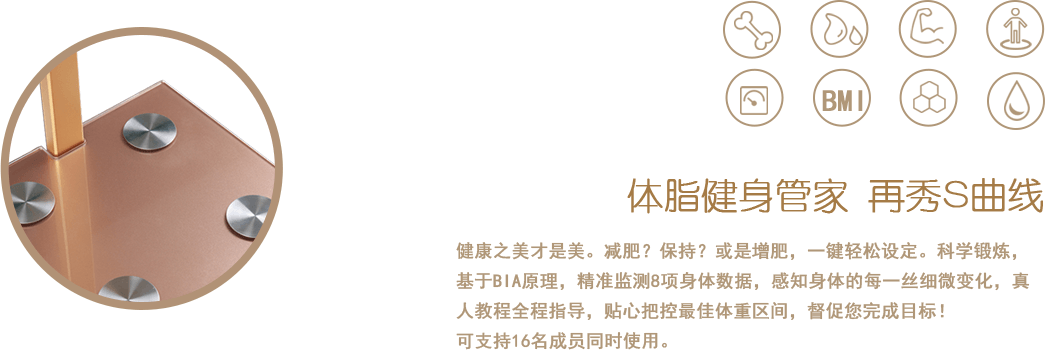 BMI
体脂健身管家 再秀S曲线
健康之美才是美。减肥？保持？或是增肥，一键轻松设定。科学锻炼，
基于BIA原理，精准监测8项身体数据，感知身体的每一丝细微变化，真
人教程全程指导，贴心把控最佳体重区间，督促您完成目标！
可支持16名成员同时使用。